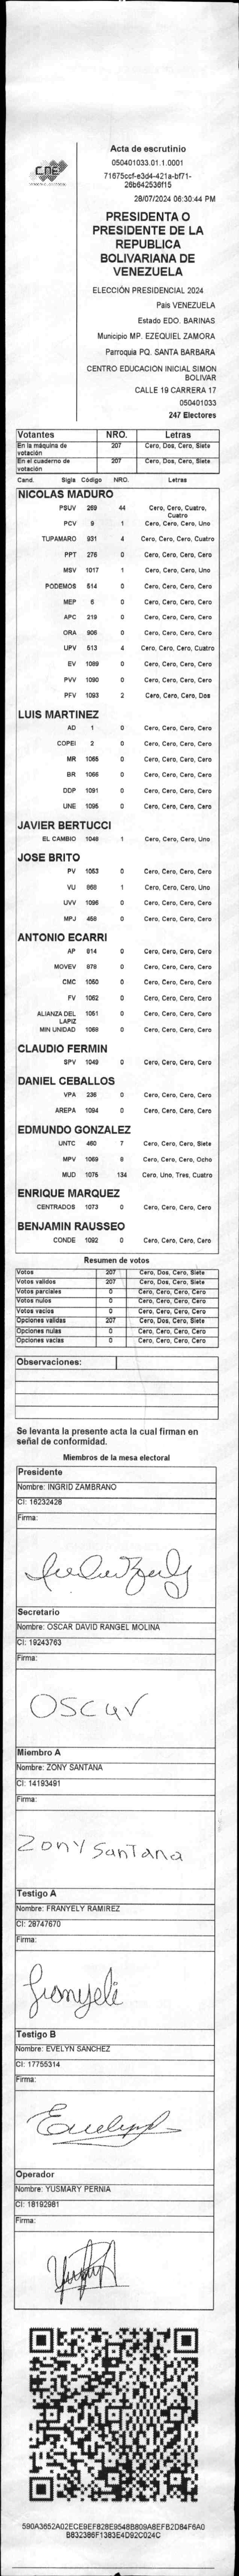 CNE
Acta de escrutinio
050401033.01.1.0001
71675ccf-e3d4-421a-bf71-
26b642536f15
28/07/2024 06:30:44 PM
PRESIDENTA O
PRESIDENTE DE LA
REPUBLICA
BOLIVARIANA DE
VENEZUELA
ELECCIÓN PRESIDENCIAL 2024
País VENEZUELA
Estado EDO. BARINAS
Municipio MP. EZEQUIEL ZAMORA
Parroquia PQ. SANTA BARBARA
CENTRO EDUCACION INICIAL SIMON
BOLIVAR
CALLE 19 CARRERA 17
050401033
247 Electores
Votantes NRO. Letras
En la máquina de votación 207 Cero, Dos, Cero, Siete
En el cuaderno de votación 207 Cero, Dos, Cero, Siete
Cand. Sigla Código NRO. Letras
NICOLAS MADURO
PSUV 269 44 Cero, Cero, Cuatro, Cuatro
PCV 9 1 Cero, Cero, Cero, Uno
TUPAMARO 931 4 Cero, Cero, Cero, Cuatro
PPT 276 0 Cero, Cero, Cero, Cero
MSV 1017 1 Cero, Cero, Cero, Uno
PODEMOS 514 0 Cero, Cero, Cero, Cero
MEP 6 0 Cero, Cero, Cero, Cero
APC 219 0 Cero, Cero, Cero, Cero
ORA 906 0 Cero, Cero, Cero, Cero
UPV 513 4 Cero, Cero, Cero, Cuatro
EV 1089 0 Cero, Cero, Cero, Cero
PVV 1090 0 Cero, Cero, Cero, Cero
PFV 1093 2 Cero, Cero, Cero, Dos
LUIS MARTINEZ
AD 1 0 Cero, Cero, Cero, Cero
COPEI 2 0 Cero, Cero, Cero, Cero
MR 1065 0 Cero, Cero, Cero, Cero
BR 1066 0 Cero, Cero, Cero, Cero
DDP 1091 0 Cero, Cero, Cero, Cero
UNE 1095 0 Cero, Cero, Cero, Cero
JAVIER BERTUCCI
EL CAMBIO 1048 1 Cero, Cero, Cero, Uno
JOSE BRITO
PV 1053 0 Cero, Cero, Cero, Cero
VU 868 1 Cero, Cero, Cero, Uno
UVV 1096 0 Cero, Cero, Cero, Cero
MPJ 458 0 Cero, Cero, Cero, Cero
ANTONIO ECARRI
AP 814 0 Cero, Cero, Cero, Cero
MOVEV 878 0 Cero, Cero, Cero, Cero
CMC 1050 0 Cero, Cero, Cero, Cero
FV 1052 0 Cero, Cero, Cero, Cero
ALIANZA DEL LAPIZ 1051 0 Cero, Cero, Cero, Cero
MIN UNIDAD 1058 0 Cero, Cero, Cero, Cero
CLAUDIO FERMIN
SPV 1049 0 Cero, Cero, Cero, Cero
DANIEL CEBALLOS
VPA 236 0 Cero, Cero, Cero, Cero
AREPA 1094 0 Cero, Cero, Cero, Cero
EDMUNDO GONZALEZ
UNTC 460 7 Cero, Cero, Cero, Siete
MPV 1069 8 Cero, Cero, Cero, Ocho
MUD 1075 134 Cero, Uno, Tres, Cuatro
ENRIQUE MARQUEZ
CENTRADOS 1073 0 Cero, Cero, Cero, Cero
BENJAMIN RAUSSEO
CONDE 1092 0 Cero, Cero, Cero, Cero
Resumen de votos
Votos 207 Cero, Dos, Cero, Siete
Votos validos 207 Cero, Dos, Cero, Siete
Votos parciales 0 Cero, Cero, Cero, Cero
Votos nulos 0 Cero, Cero, Cero, Cero
Votos vacios 0 Cero, Cero, Cero, Cero
Opciones validas 207 Cero, Dos, Cero, Siete
Opciones nulas 0 Cero, Cero, Cero, Cero
Opciones vacias 0 Cero, Cero, Cero, Cero
Observaciones:
Se levanta la presente acta la cual firman en
señal de conformidad.
Miembros de la mesa electoral
Presidente
Nombre: INGRID ZAMBRANO
CI: 16232428
Firma:
Secretario
Nombre: OSCAR DAVID RANGEL MOLINA
CI: 19243763
Firma:
Oscar
Miembro A
Nombre: ZONY SANTANA
CI: 14193491
Firma:
Zony Santana
Testigo A
Nombre: FRANYELY RAMIREZ
CI: 28747670
Firma:
Franyeli
Testigo B
Nombre: EVELYN SANCHEZ
CI: 17755314
Firma:
Operador
Nombre: YUSMARY PERNIA
CI: 18192981
Firma:
590A3652A02ECE9EF828E9548B809A8EFB2D84F6A0
B832386F1383E4D92C024C